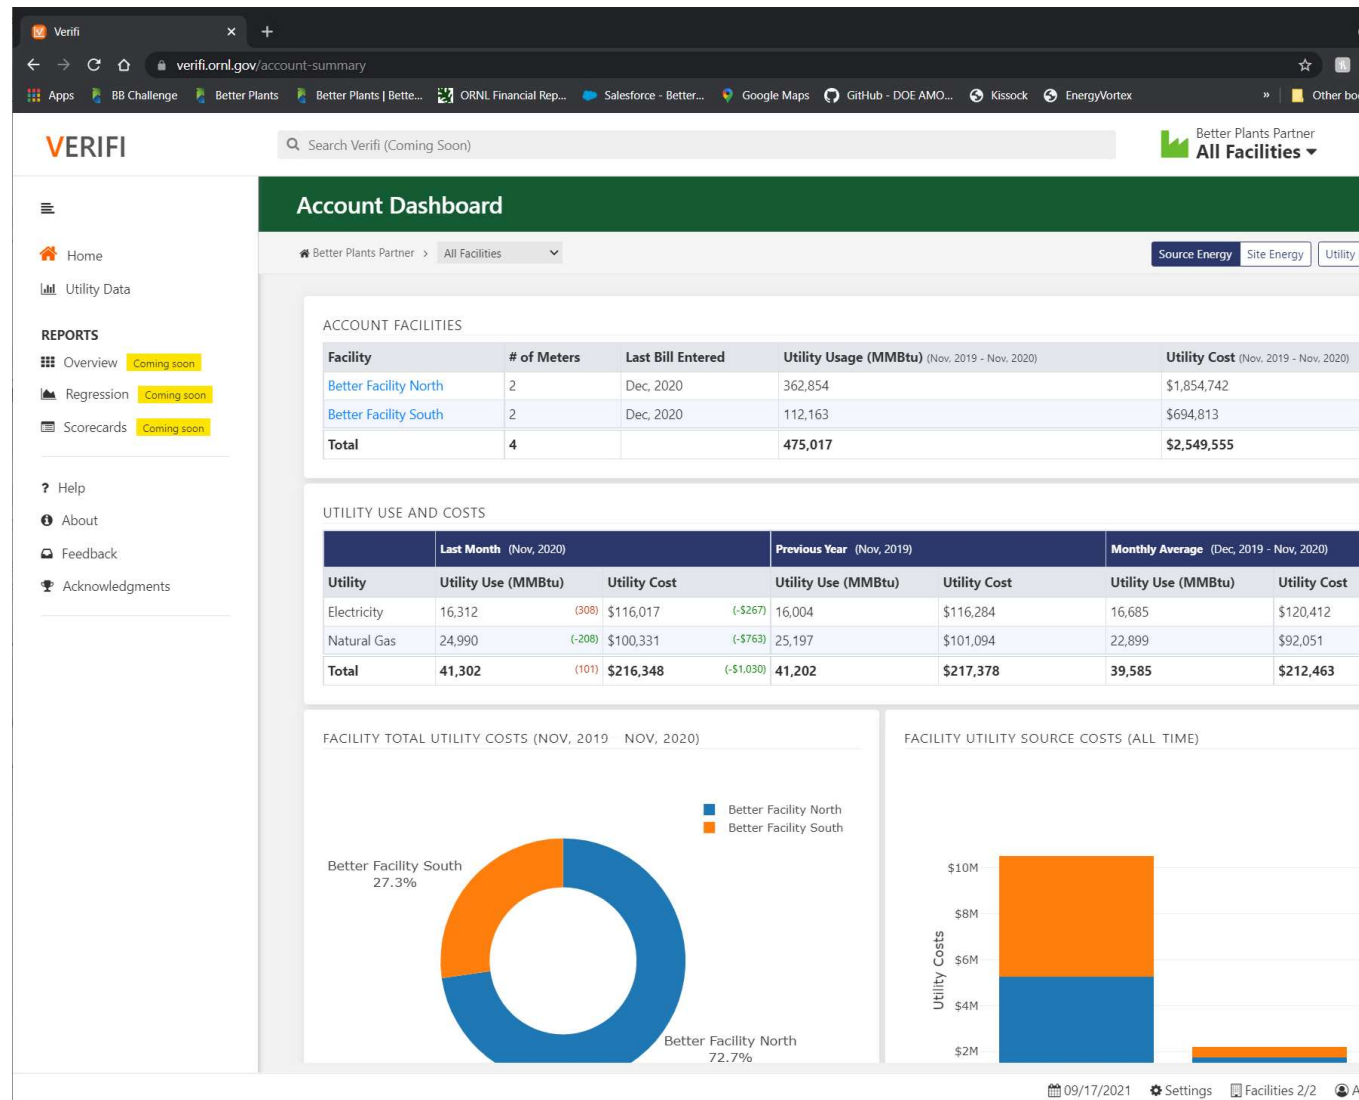 Verifi
verifi.ornl.gov/account-summary
Apps BB Challenge Better Plants Better Plants | Bette... ORNL Financial Rep... Salesforce - Better... Google Maps GitHub - DOE AMO... Kissock EnergyVortex » Other boo
VERIFI
Search Verifi (Coming Soon)
Better Plants Partner
All Facilities
Account Dashboard
Home
Utility Data
REPORTS
Overview Coming soon
Regression Coming soon
Scorecards Coming soon
? Help
About
Feedback
Acknowledgments
Better Plants Partner > All Facilities
Source Energy Site Energy Utility
ACCOUNT FACILITIES
Facility # of Meters Last Bill Entered Utility Usage (MMBtu) (Nov, 2019 - Nov, 2020) Utility Cost (Nov, 2019 - Nov, 2020)
Better Facility North 2 Dec, 2020 362,854 $1,854,742
Better Facility South 2 Dec, 2020 112,163 $694,813
Total 4 475,017 $2,549,555
UTILITY USE AND COSTS
Last Month (Nov, 2020) Previous Year (Nov, 2019) Monthly Average (Dec, 2019 - Nov, 2020)
Utility Utility Use (MMBtu) Utility Cost Utility Use (MMBtu) Utility Cost Utility Use (MMBtu) Utility Cost
Electricity 16,312 (308) $116,017 (-$267) 16,004 $116,284 16,685 $120,412
Natural Gas 24,990 (-208) $100,331 (-$763) 25,197 $101,094 22,899 $92,051
Total 41,302 (101) $216,348 (-$1,030) 41,202 $217,378 39,585 $212,463
FACILITY TOTAL UTILITY COSTS (NOV, 2019 NOV, 2020)
Better Facility North
Better Facility South
Better Facility South
27.3%
Better Facility North
72.7%
FACILITY UTILITY SOURCE COSTS (ALL TIME)
Utility Costs
$10M
$8M
$6M
$4M
$2M
09/17/2021 Settings Facilities 2/2 A